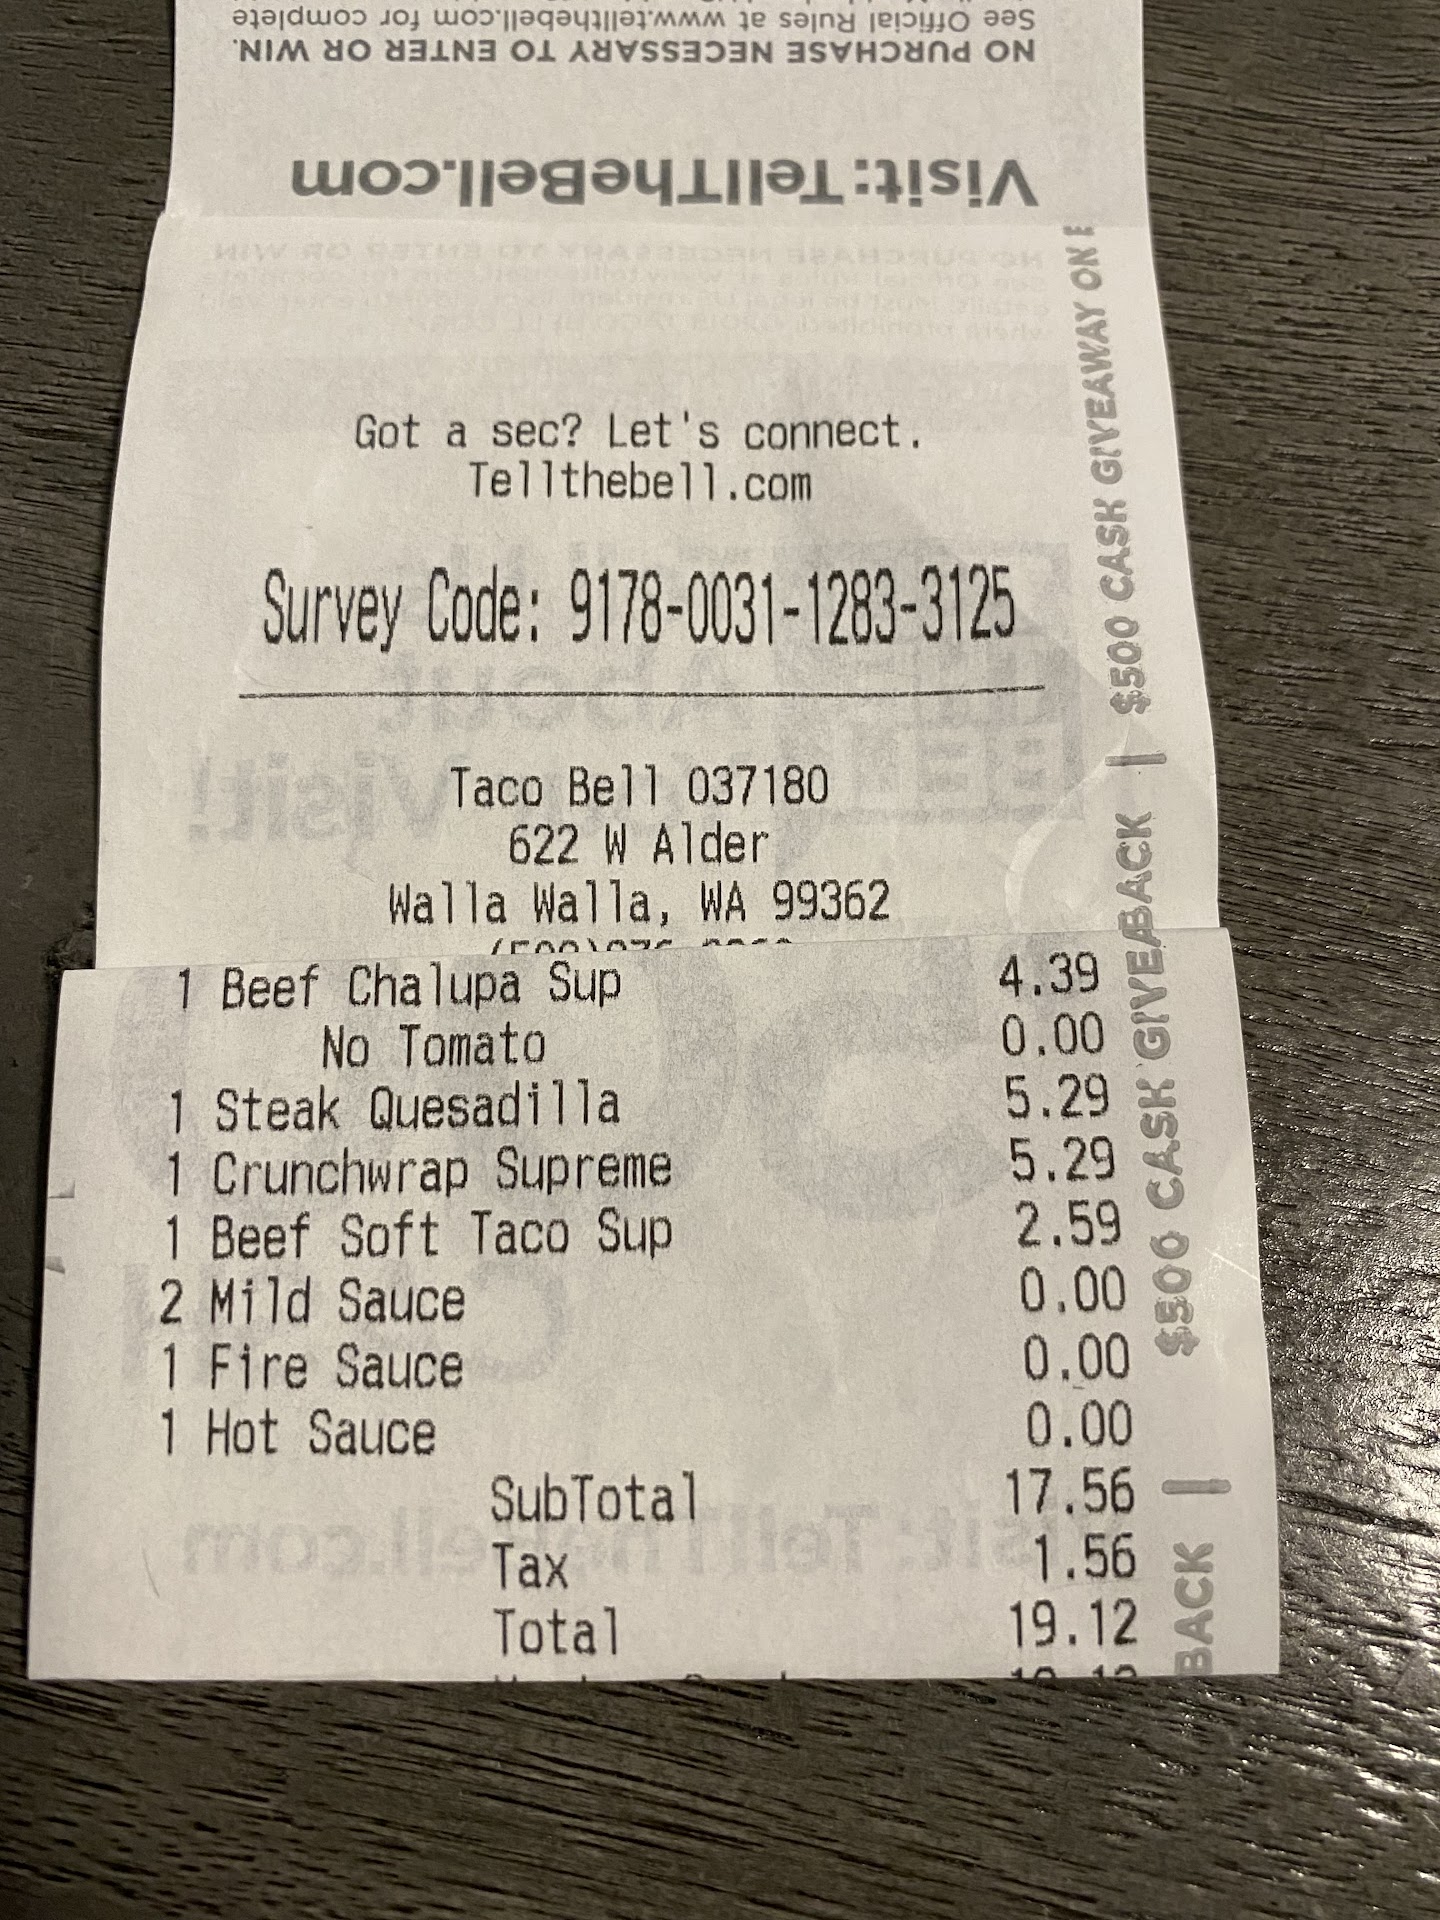 NO PURCHASE NECESSARY TO ENTER OR WIN.
See Official Rules at www.tellthebell.com for complete
Visit: TellTheBell.com
Got a sec? Let's connect.
Tellthebell.com
Survey Code: 9178-0031-1283-3125
Taco Bell 037180
622 W Alder
Walla Walla, WA 99362
1 Beef Chalupa Sup 4.39
No Tomato 0.00
1 Steak Quesadilla 5.29
1 Crunchwrap Supreme 5.29
1 Beef Soft Taco Sup 2.59
2 Mild Sauce 0.00
1 Fire Sauce 0.00
1 Hot Sauce 0.00
SubTotal 17.56
Tax 1.56
Total 19.12
$500 CASH GIVEAWAY ON
| $500 CASH GIVEABACK
BACK |